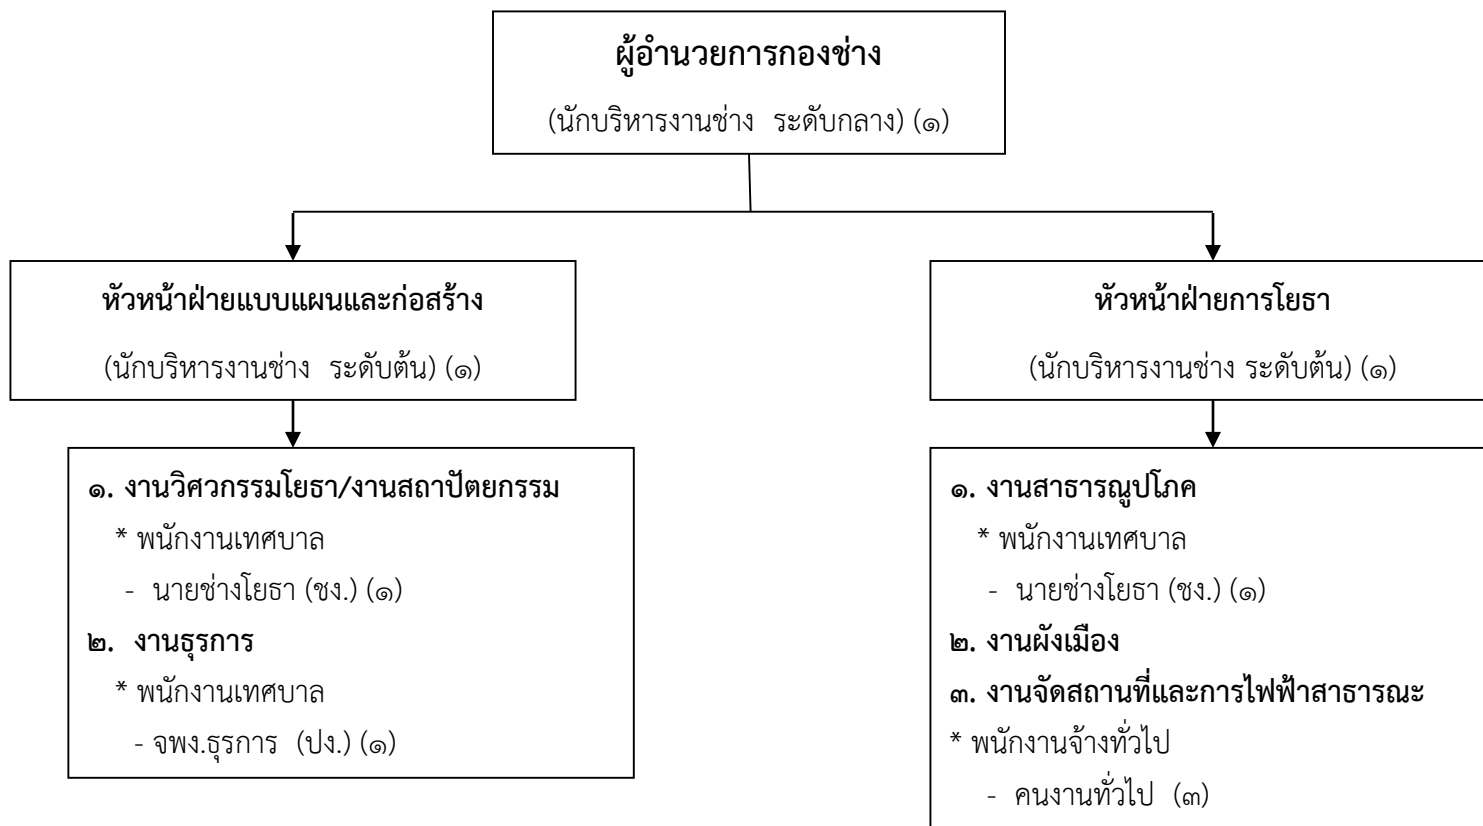 ผู้อำนวยการกองช่าง
(นักบริหารงานช่าง ระดับกลาง) (๑)
หัวหน้าฝ่ายแบบแผนและก่อสร้าง
(นักบริหารงานช่าง ระดับต้น) (๑)
๑. งานวิศวกรรมโยธา/งานสถาปัตยกรรม
* พนักงานเทศบาล
- นายช่างโยธา (ชง.) (๑)
๒. งานธุรการ
* พนักงานเทศบาล
- จพง.ธุรการ (ปง.) (๑)
หัวหน้าฝ่ายการโยธา
(นักบริหารงานช่าง ระดับต้น) (๑)
๑. งานสาธารณูปโภค
* พนักงานเทศบาล
- นายช่างโยธา (ชง.) (๑)
๒. งานผังเมือง
๓. งานจัดสถานที่และการไฟฟ้าสาธารณะ
* พนักงานจ้างทั่วไป
- คนงานทั่วไป (๓)